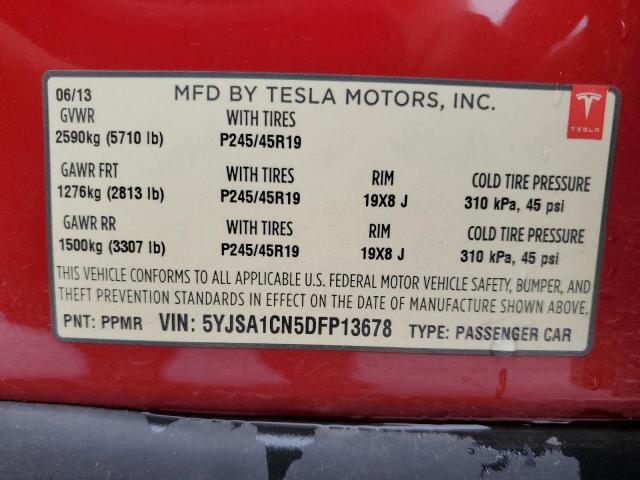 06/13 MFD BY TESLA MOTORS, INC.
GVWR WITH TIRES
2590kg (5710 lb) P245/45R19
TESLA
GAWR FRT WITH TIRES RIM COLD TIRE PRESSURE
1276kg (2813 lb) P245/45R19 19X8 J 310 kPa, 45 psi
GAWR RR WITH TIRES RIM COLD TIRE PRESSURE
1500kg (3307 lb) P245/45R19 19X8 J 310 kPa, 45 psi
THIS VEHICLE CONFORMS TO ALL APPLICABLE U.S. FEDERAL MOTOR VEHICLE SAFETY, BUMPER, AND
THEFT PREVENTION STANDARDS IN EFFECT ON THE DATE OF MANUFACTURE SHOWN ABOVE.
PNT: PPMR VIN: 5YJSA1CN5DFP13678 TYPE: PASSENGER CAR